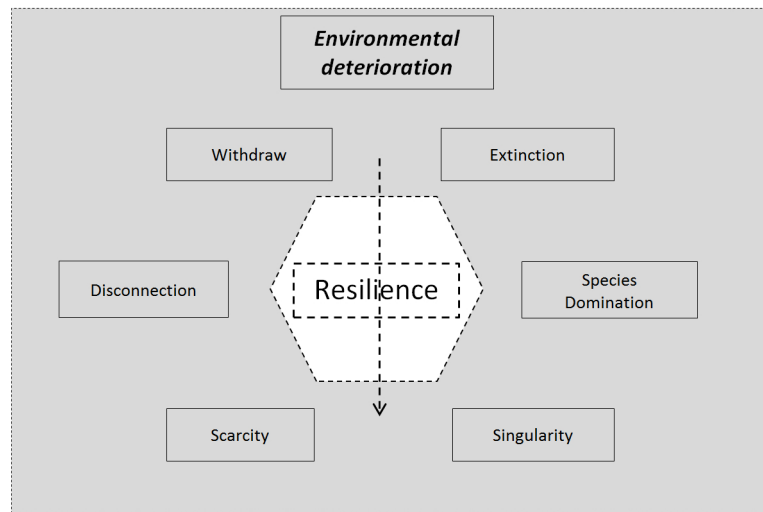 Environmental
deterioration
Withdraw
Extinction
Disconnection
Resilience
Species
Domination
Scarcity
Singularity